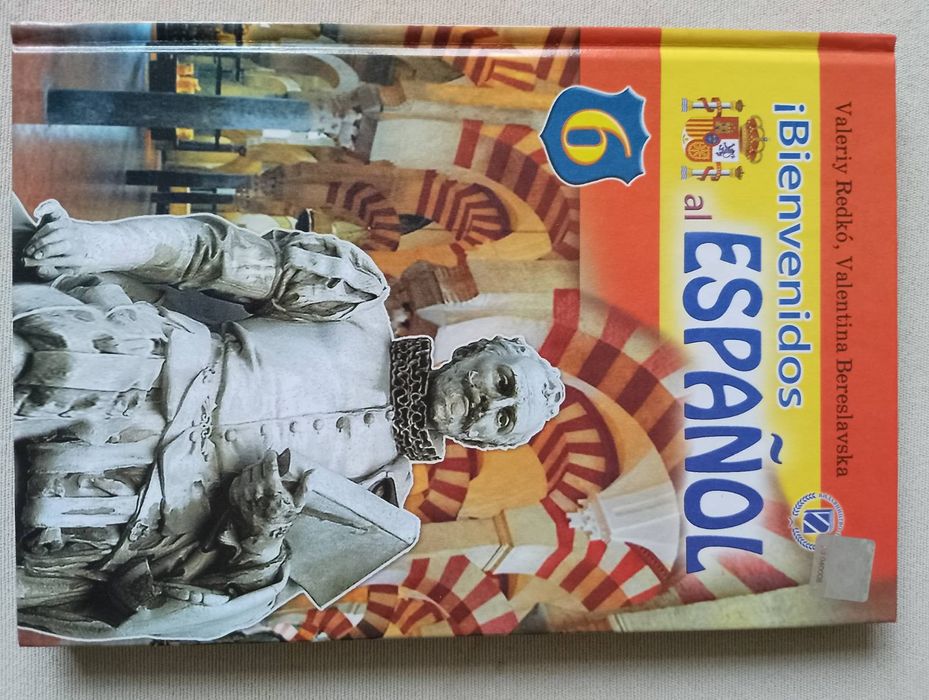 Valeriy Redkó, Valentina Bereslavska
¡Bienvenidos
al ESPAÑOL
6